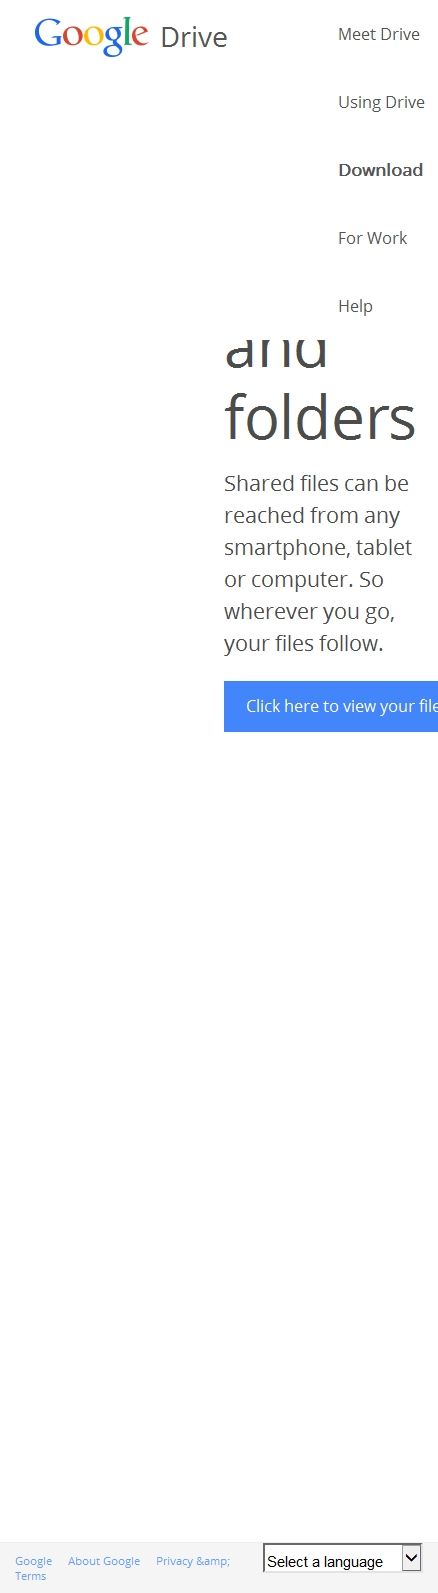 Google Drive
Meet Drive
Using Drive
Download
For Work
Help
and
folders
Shared files can be
reached from any
smartphone, tablet
or computer. So
wherever you go,
your files follow.
Click here to view your file
Google About Google Privacy &amp;
Terms
Select a language